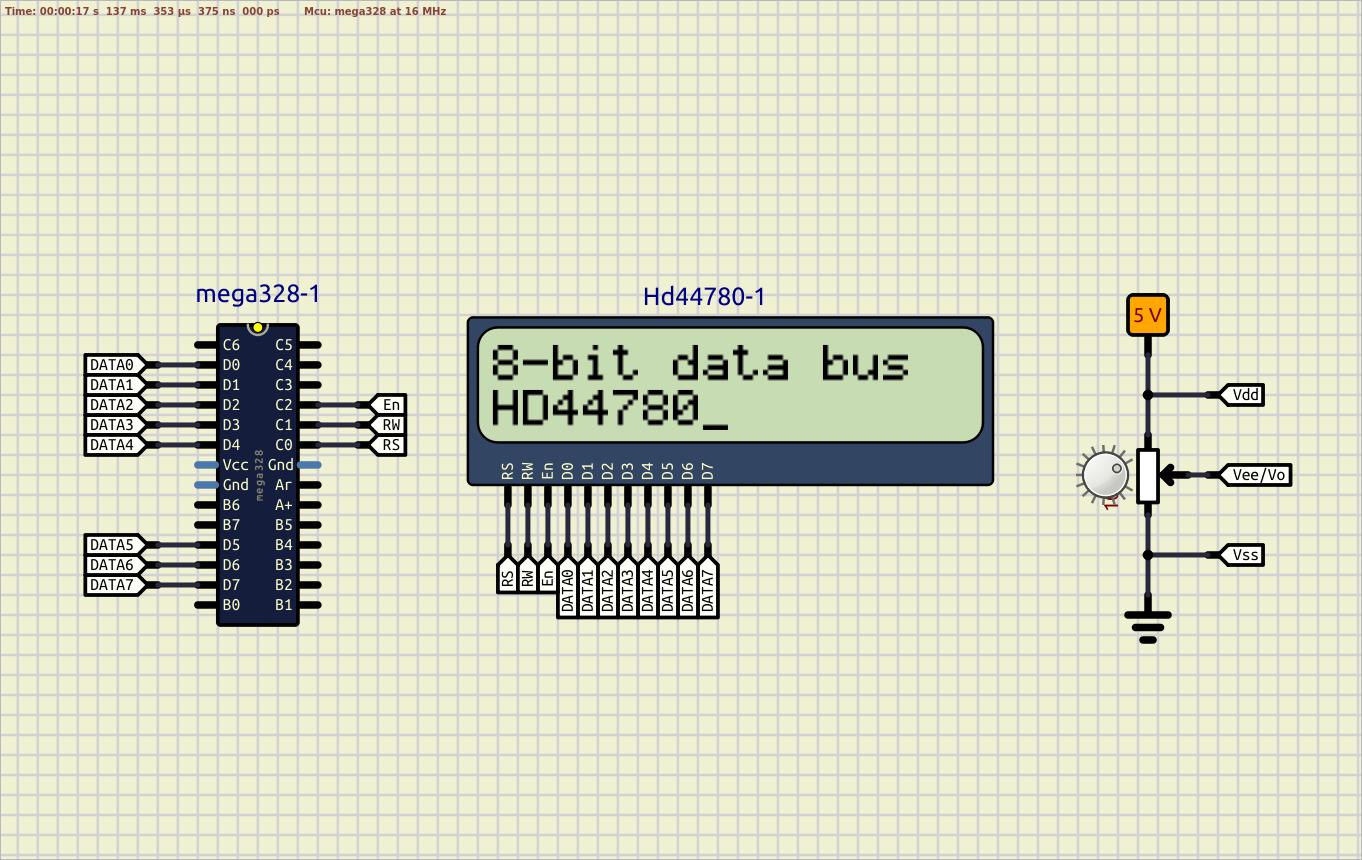 Time: 00:00:17 s 137 ms 353 µs 375 ns 000 ps Mcu: mega328 at 16 MHz
mega328-1
C6 C5
DATA0 D0 C4
DATA1 D1 C3
DATA2 D2 C2 En
DATA3 D3 C1 RW
DATA4 D4 C0 RS
Vcc Gnd
Gnd Ar
B6 A+
B7 B5
DATA5 D5 B4
DATA6 D6 B3
DATA7 D7 B2
B0 B1
mega328
Hd44780-1
8-bit data bus
HD44780_
RS RW En D0 D1 D2 D3 D4 D5 D6 D7
RS RW En DATA0 DATA1 DATA2 DATA3 DATA4 DATA5 DATA6 DATA7
5 V
Vdd
Vee/Vo
Vss